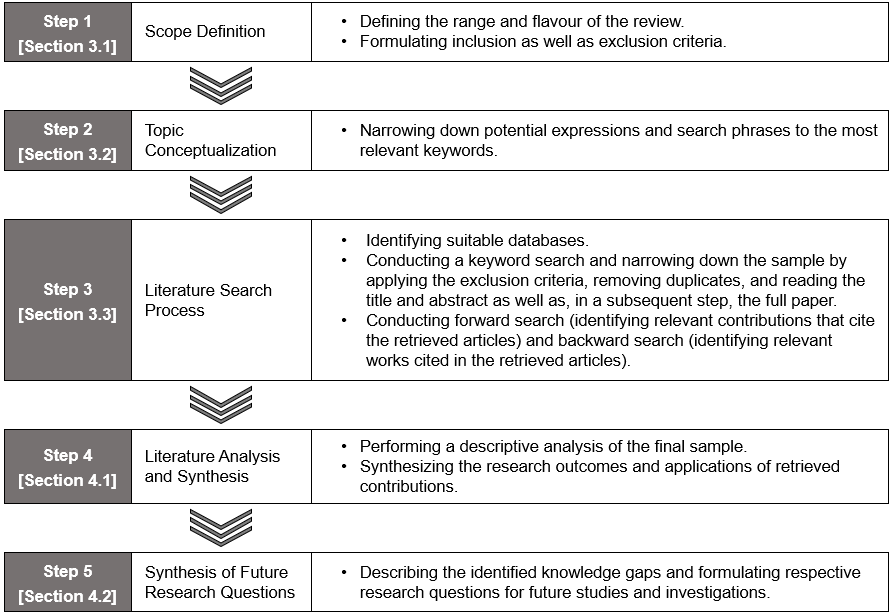 Step 1
[Section 3.1]
Scope Definition
• Defining the range and flavour of the review.
• Formulating inclusion as well as exclusion criteria.
Step 2
[Section 3.2]
Topic
Conceptualization
• Narrowing down potential expressions and search phrases to the most
relevant keywords.
Step 3
[Section 3.3]
Literature Search
Process
• Identifying suitable databases.
• Conducting a keyword search and narrowing down the sample by
applying the exclusion criteria, removing duplicates, and reading the
title and abstract as well as, in a subsequent step, the full paper.
• Conducting forward search (identifying relevant contributions that cite
the retrieved articles) and backward search (identifying relevant
works cited in the retrieved articles).
Step 4
[Section 4.1]
Literature Analysis
and Synthesis
• Performing a descriptive analysis of the final sample.
• Synthesizing the research outcomes and applications of retrieved
contributions.
Step 5
[Section 4.2]
Synthesis of Future
Research Questions
• Describing the identified knowledge gaps and formulating respective
research questions for future studies and investigations.